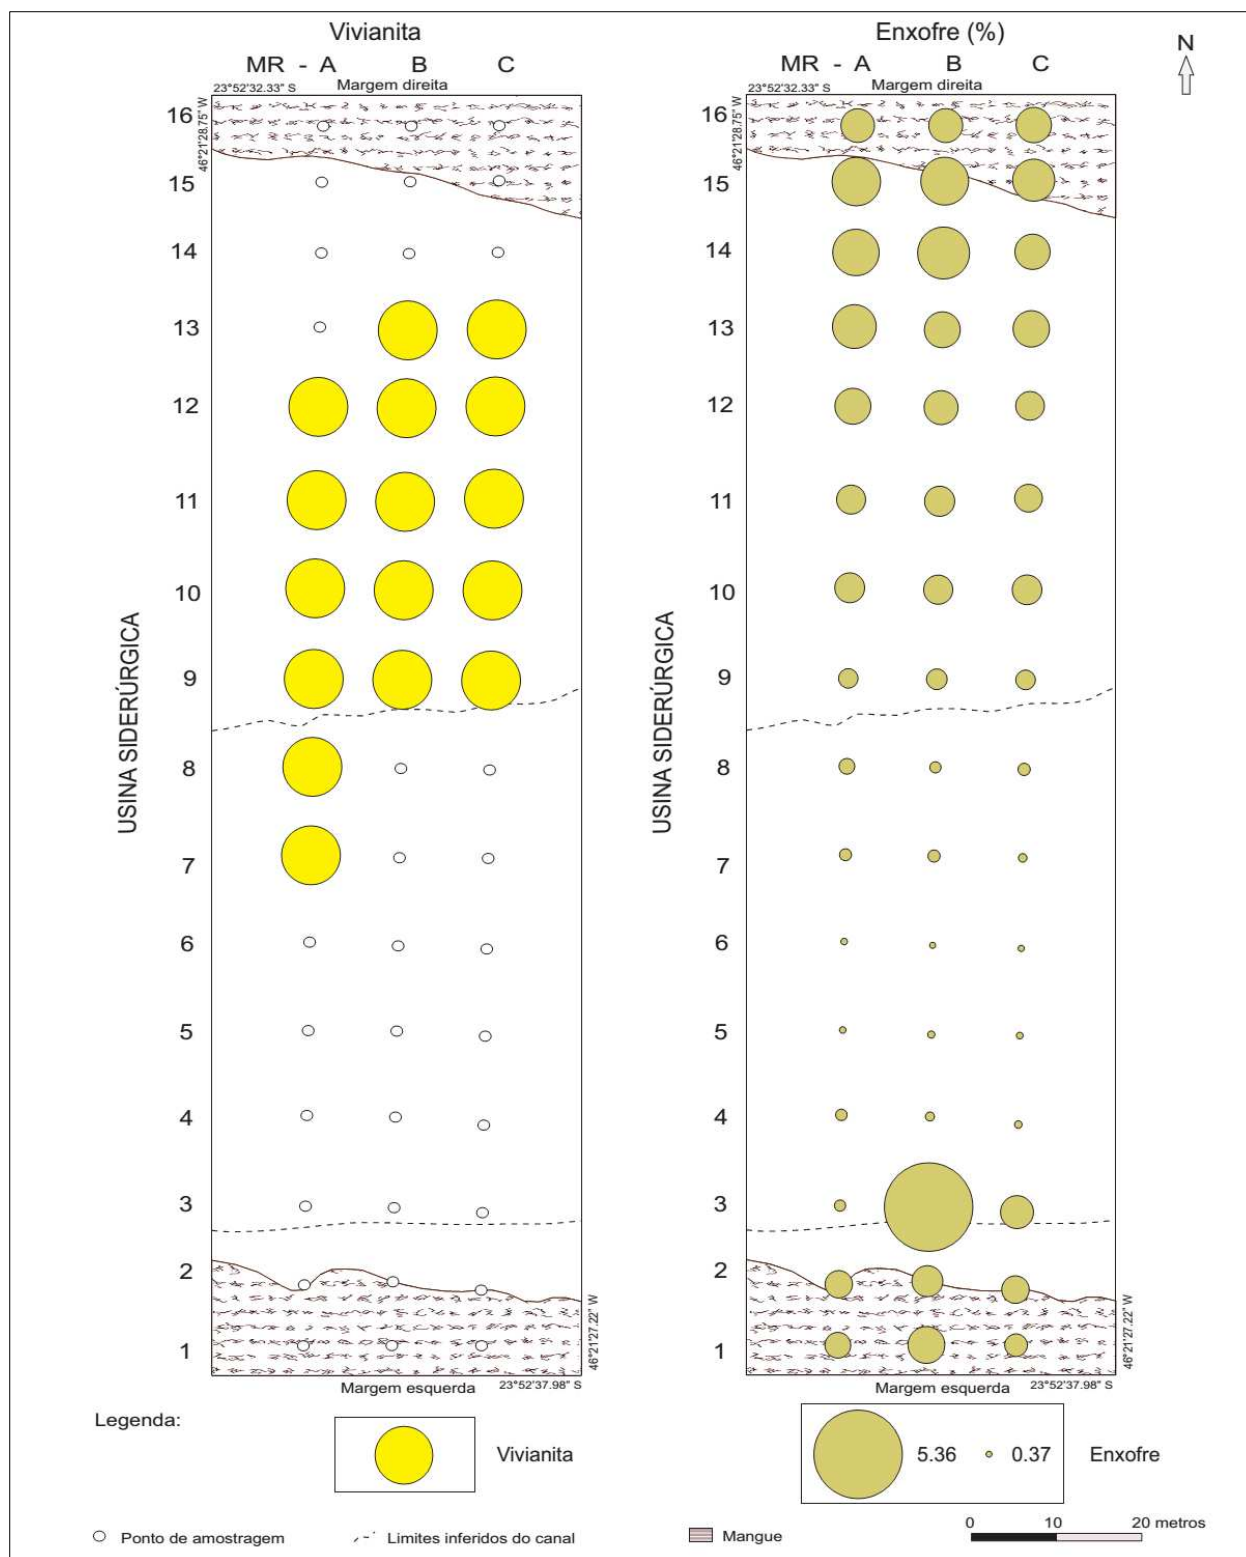 Vivianita
MR - A B C
23°52'32.33" S Margem direita
46°21'28.75" W
16
15
14
13
12
11
10
9
8
7
6
5
4
3
2
1
USINA SIDERÚRGICA
46°21'27.22" W
Margem esquerda 23°52'37.98" S
Enxofre (%)
MR - A B C
23°52'32.33" S Margem direita
46°21'28.75" W
16
15
14
13
12
11
10
9
8
7
6
5
4
3
2
1
USINA SIDERÚRGICA
46°21'27.22" W
Margem esquerda 23°52'37.98" S
N
Legenda:
Vivianita
5.36 0.37 Enxofre
Ponto de amostragem Limites inferidos do canal Mangue
0 10 20 metros